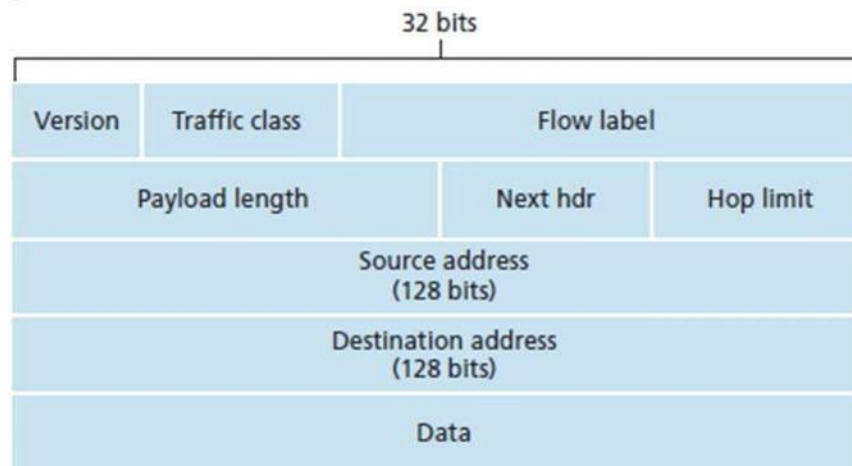 32 bits
Version Traffic class Flow label
Payload length Next hdr Hop limit
Source address
(128 bits)
Destination address
(128 bits)
Data